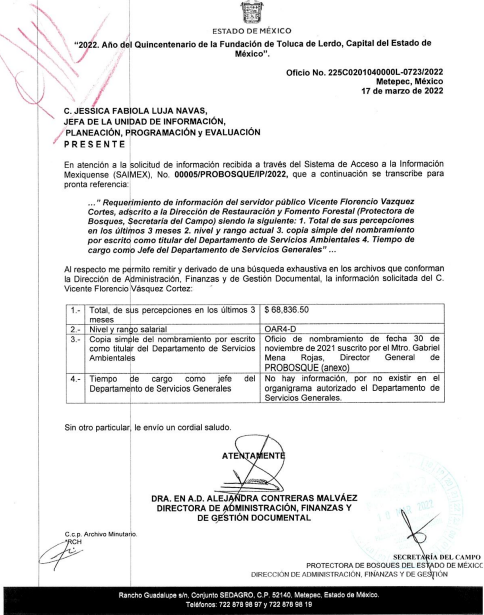 ESTADO DE MÉXICO
"2022. Año del Quincentenario de la Fundación de Toluca de Lerdo, Capital del Estado de
México".
Oficio No. 225C0201040000L-0723/2022
Metepec, México
17 de marzo de 2022
C. JESSICA FABIOLA LUJA NAVAS,
JEFA DE LA UNIDAD DE INFORMACIÓN,
PLANEACIÓN, PROGRAMACIÓN y EVALUACIÓN
P R E S E N T E
En atención a la solicitud de información recibida a través del Sistema de Acceso a la Información
Mexiquense (SAIMEX), No. 00005/PROBOSQUE/IP/2022, que a continuación se transcribe para
pronta referencia:
..." Requerimiento de información del servidor público Vicente Florencio Vazquez
Cortes, adscrito a la Dirección de Restauración y Fomento Forestal (Protectora de
Bosques, Secretaria del Campo) siendo la siguiente: 1. Total de sus percepciones
en los últimos 3 meses 2. nivel y rango actual 3. copia simple del nombramiento
por escrito como titular del Departamento de Servicios Ambientales 4. Tiempo de
cargo como Jefe del Departamento de Servicios Generales" ...
Al respecto me permito remitir y derivado de una búsqueda exhaustiva en los archivos que conforman
la Dirección de Administración, Finanzas y de Gestión Documental, la información solicitada del C.
Vicente Florencio Vásquez Cortez:
1.- Total, de sus percepciones en los últimos 3 meses $ 68,836.50
2.- Nivel y rango salarial OAR4-D
3.- Copia simple del nombramiento por escrito como titular del Departamento de Servicios Ambientales
Oficio de nombramiento de fecha 30 de noviembre de 2021 suscrito por el Mtro. Gabriel Mena Rojas, Director General de PROBOSQUE (anexo)
4.- Tiempo de cargo como jefe del Departamento de Servicios Generales
No hay información, por no existir en el organigrama autorizado el Departamento de Servicios Generales.
Sin otro particular, le envío un cordial saludo.
ATENTAMENTE
DRA. EN A.D. ALEJANDRA CONTRERAS MALVÁEZ
DIRECTORA DE ADMINISTRACIÓN, FINANZAS Y
DE GESTIÓN DOCUMENTAL
C.c.p. Archivo Minutario.
RCH
SECRETARÍA DEL CAMPO
PROTECTORA DE BOSQUES DEL ESTADO DE MÉXICO
DIRECCIÓN DE ADMINISTRACIÓN, FINANZAS Y DE GESTIÓN
Rancho Guadalupe s/n. Conjunto SEDAGRO, C.P. 52140. Metepec, Estado de México.
Teléfonos: 722 878 98 97 y 722 878 98 19